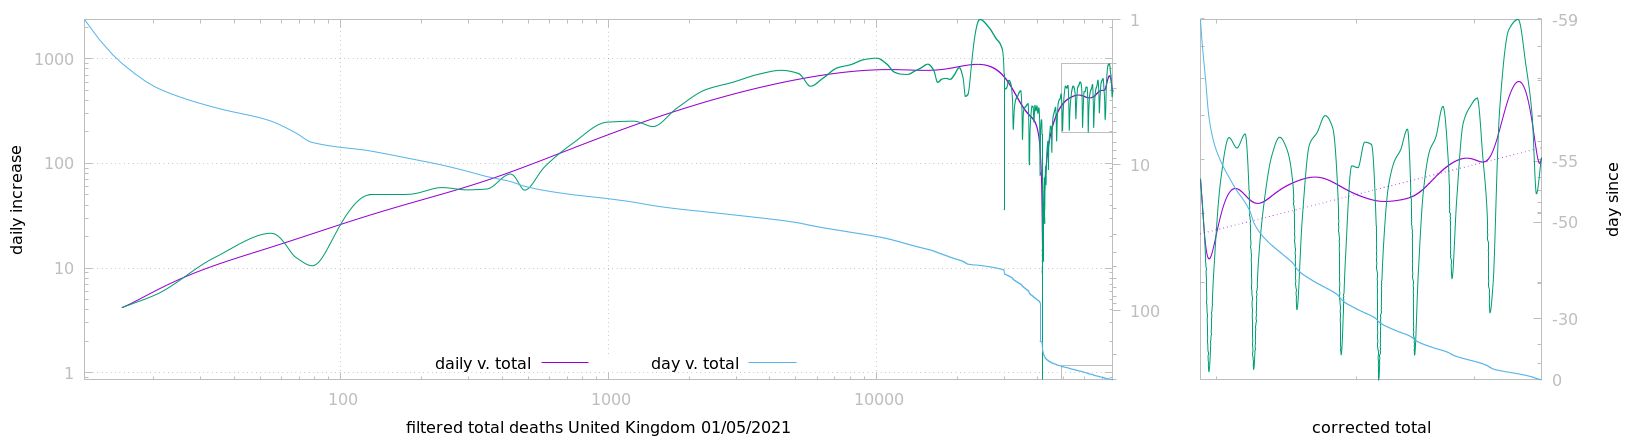 1000
100
10
1
daily increase
100
1000
10000
filtered total deaths United Kingdom 01/05/2021
daily v. total
day v. total
1
10
100
-59
-55
-50
-30
0
day since
corrected total